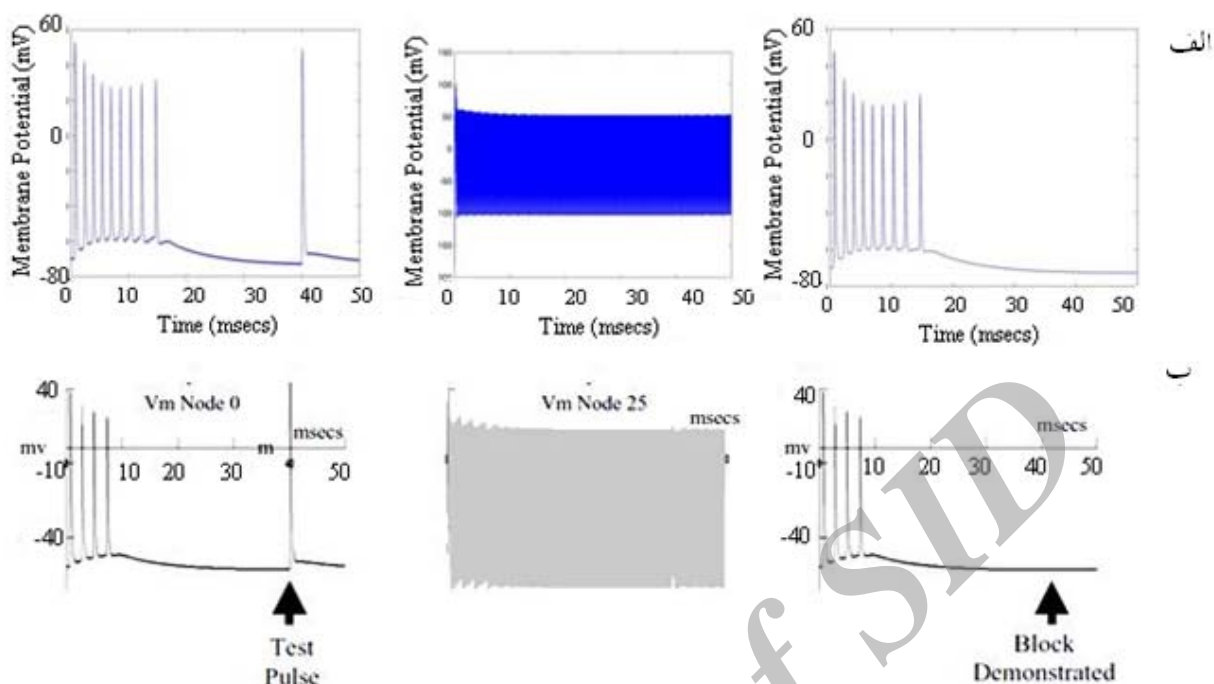 الف
60
0
-80
Membrane Potential (mV)
0 10 20 30 40 50
Time (msecs)
Membrane Potential (mV)
0 10 20 30 40 50
Time (msecs)
60
0
-80
Membrane Potential (mV)
0 10 20 30 40 50
Time (msecs)
ب
40
Vm Node 0
msecs
mv
m
-10
10 20 30 50
-40
Test
Pulse
Vm Node 25
msecs
40
msecs
mv
-10
10 20 30 40 50
-40
Block
Demonstrated
of SID